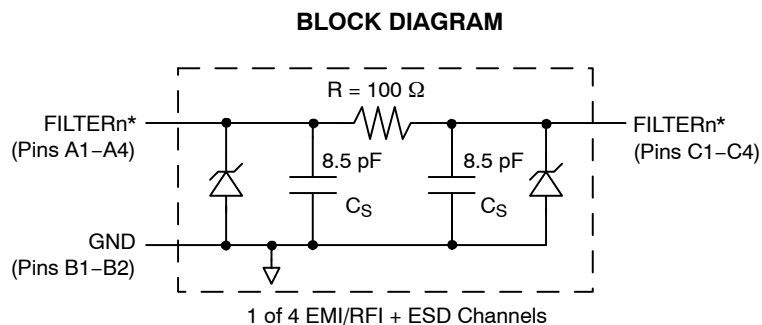 BLOCK DIAGRAM
R = 100 Ω
FILTERn*
(Pins A1−A4)
FILTERn*
(Pins C1−C4)
8.5 pF
8.5 pF
CS
CS
GND
(Pins B1−B2)
1 of 4 EMI/RFI + ESD Channels